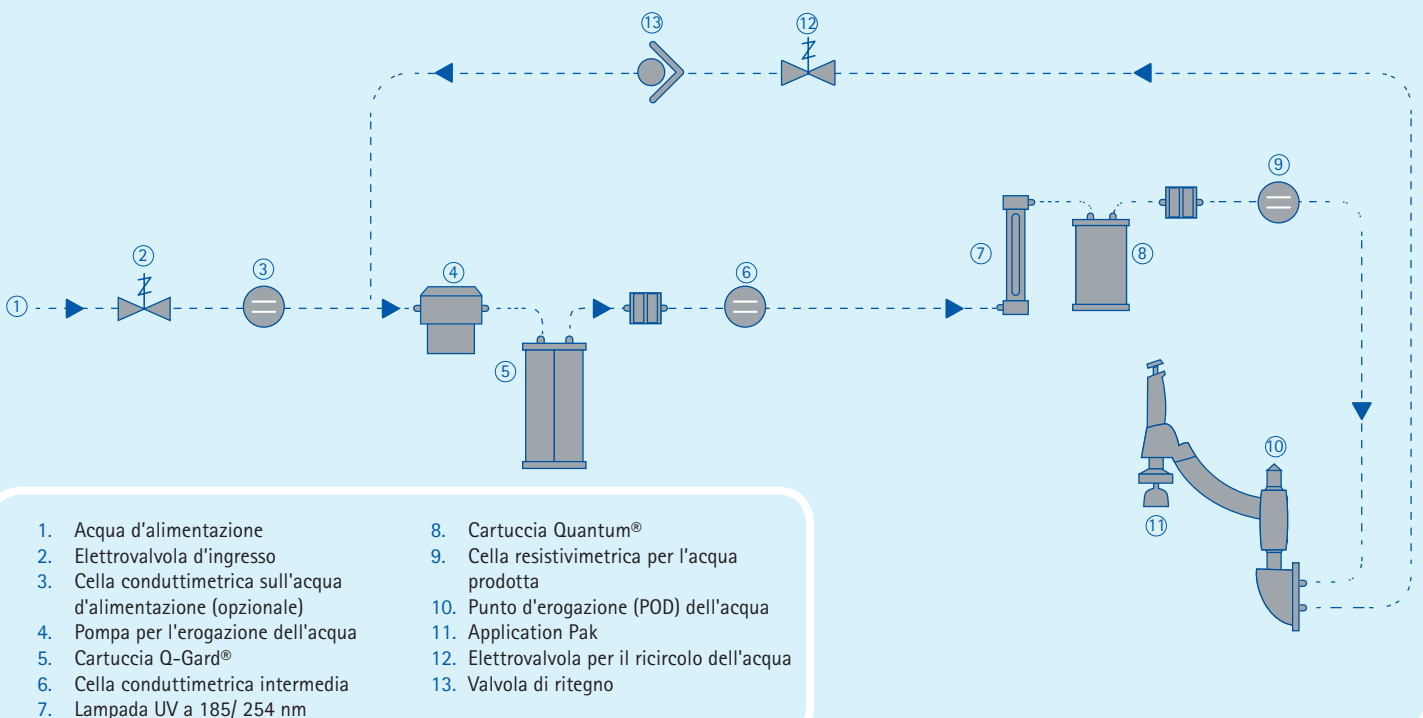 13
12
9
2
3
4
6
7
8
1
5
10
11
1. Acqua d'alimentazione
2. Elettrovalvola d'ingresso
3. Cella conduttimetrica sull'acqua
d'alimentazione (opzionale)
4. Pompa per l'erogazione dell'acqua
5. Cartuccia Q-Gard®
6. Cella conduttimetrica intermedia
7. Lampada UV a 185/ 254 nm
8. Cartuccia Quantum®
9. Cella resistivimetrica per l'acqua
prodotta
10. Punto d'erogazione (POD) dell'acqua
11. Application Pak
12. Elettrovalvola per il ricircolo dell'acqua
13. Valvola di ritegno